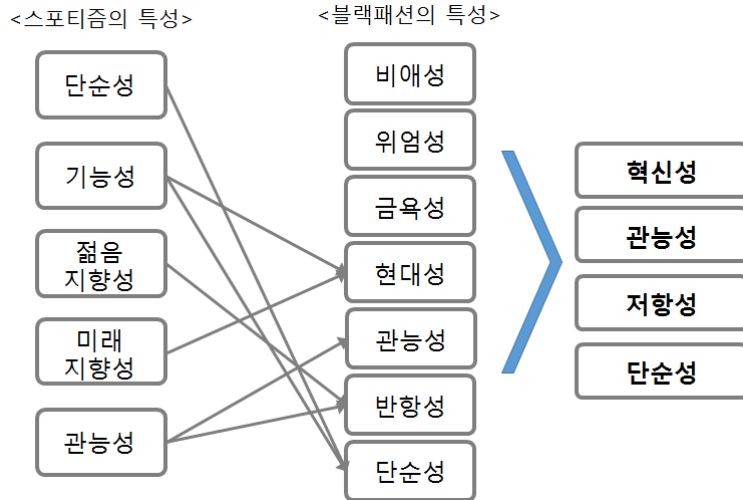 <스포티즘의 특성>
<블랙패션의 특성>
단순성
기능성
젊음
지향성
미래
지향성
관능성
비애성
위엄성
금욕성
현대성
관능성
반항성
단순성
혁신성
관능성
저항성
단순성